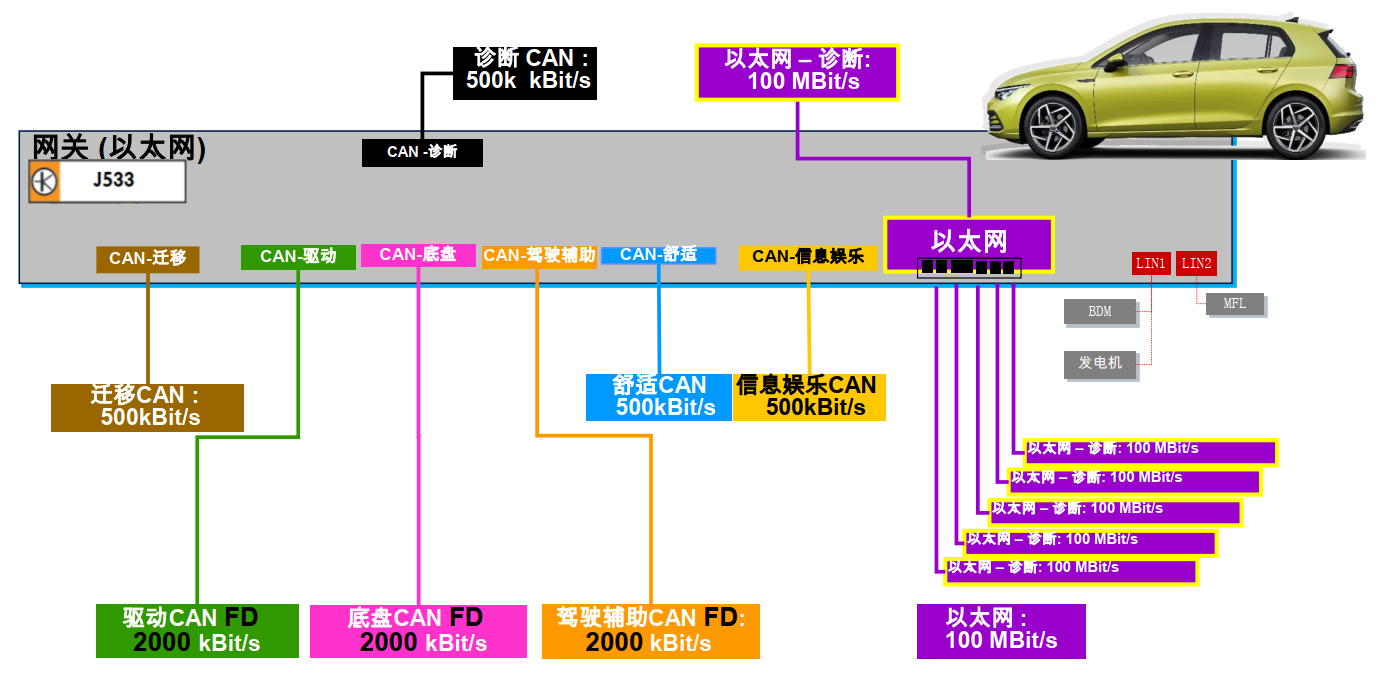 诊断 CAN :
500k kBit/s
以太网 – 诊断:
100 MBit/s
网关 (以太网)
J533
CAN -诊断
以太网
CAN-迁移
CAN-驱动
CAN-底盘
CAN-驾驶辅助
CAN-舒适
CAN-信息娱乐
LIN1
LIN2
BDM
MFL
发电机
迁移CAN :
500kBit/s
舒适CAN
500kBit/s
信息娱乐CAN
500kBit/s
以太网 – 诊断: 100 MBit/s
以太网 – 诊断: 100 MBit/s
以太网 – 诊断: 100 MBit/s
以太网 – 诊断: 100 MBit/s
以太网 – 诊断: 100 MBit/s
驱动CAN FD
2000 kBit/s
底盘CAN FD
2000 kBit/s
驾驶辅助CAN FD:
2000 kBit/s
以太网 :
100 MBit/s